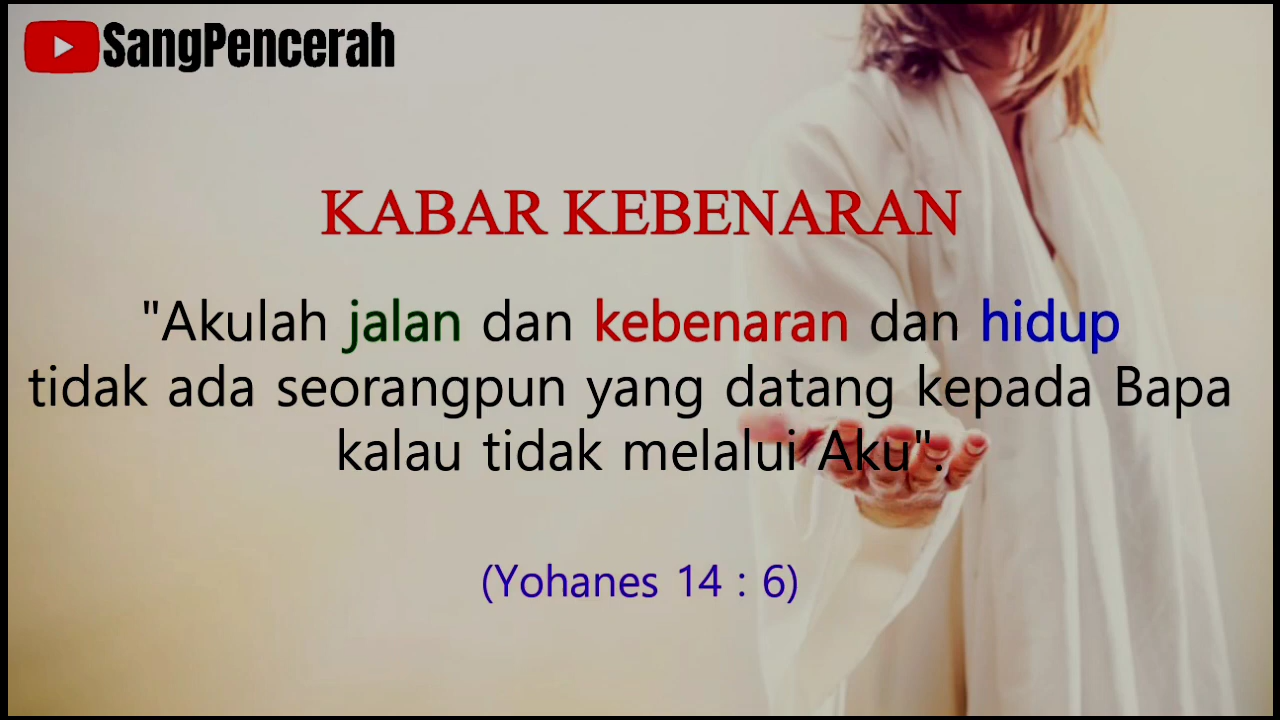 SangPencerah
KABAR KEBENARAN
"Akulah jalan dan kebenaran dan hidup
tidak ada seorangpun yang datang kepada Bapa
kalau tidak melalui Aku".
(Yohanes 14 : 6)